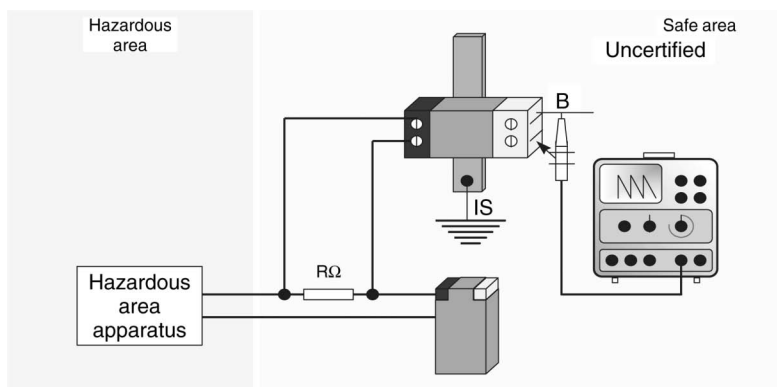 Hazardous
area
Safe area
Uncertified
B
IS
RΩ
Hazardous
area
apparatus